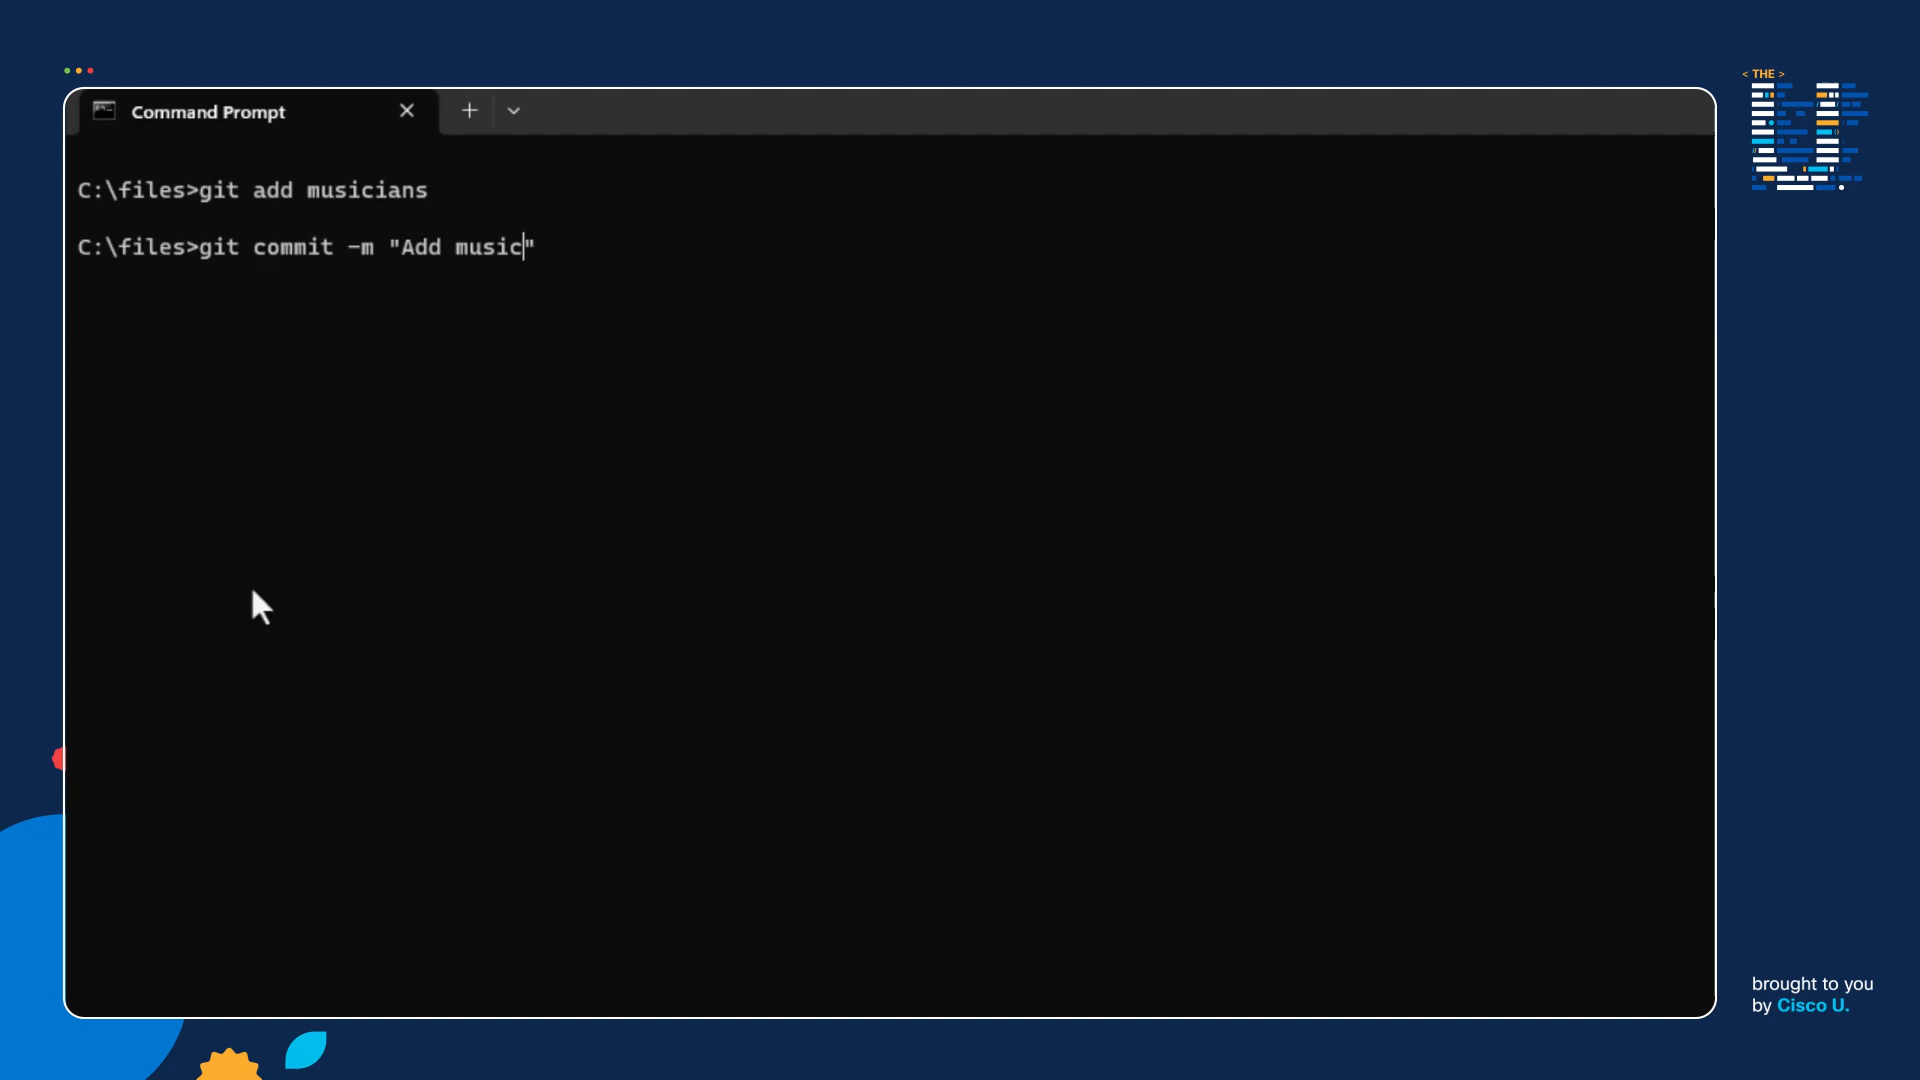 < THE >
Command Prompt
C:\files>git add musicians
C:\files>git commit -m "Add music"
brought to you
by Cisco U.